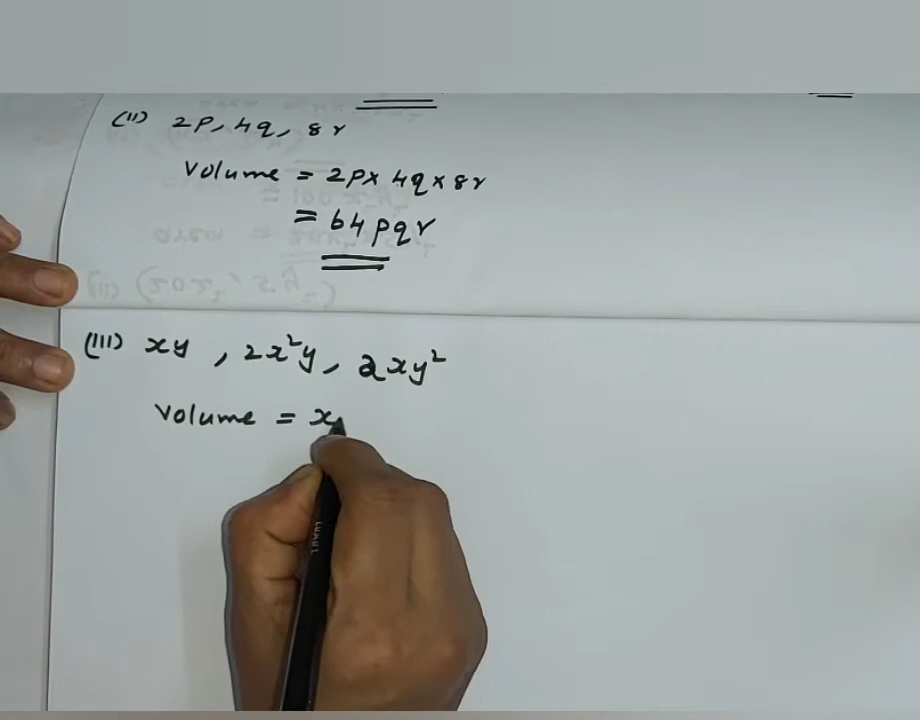 (ii) 2p, 4q, 8r
Volume = 2p× 4q×8r
= 64pqr
(iii) xy , 2x²y, 2xy²
Volume = x